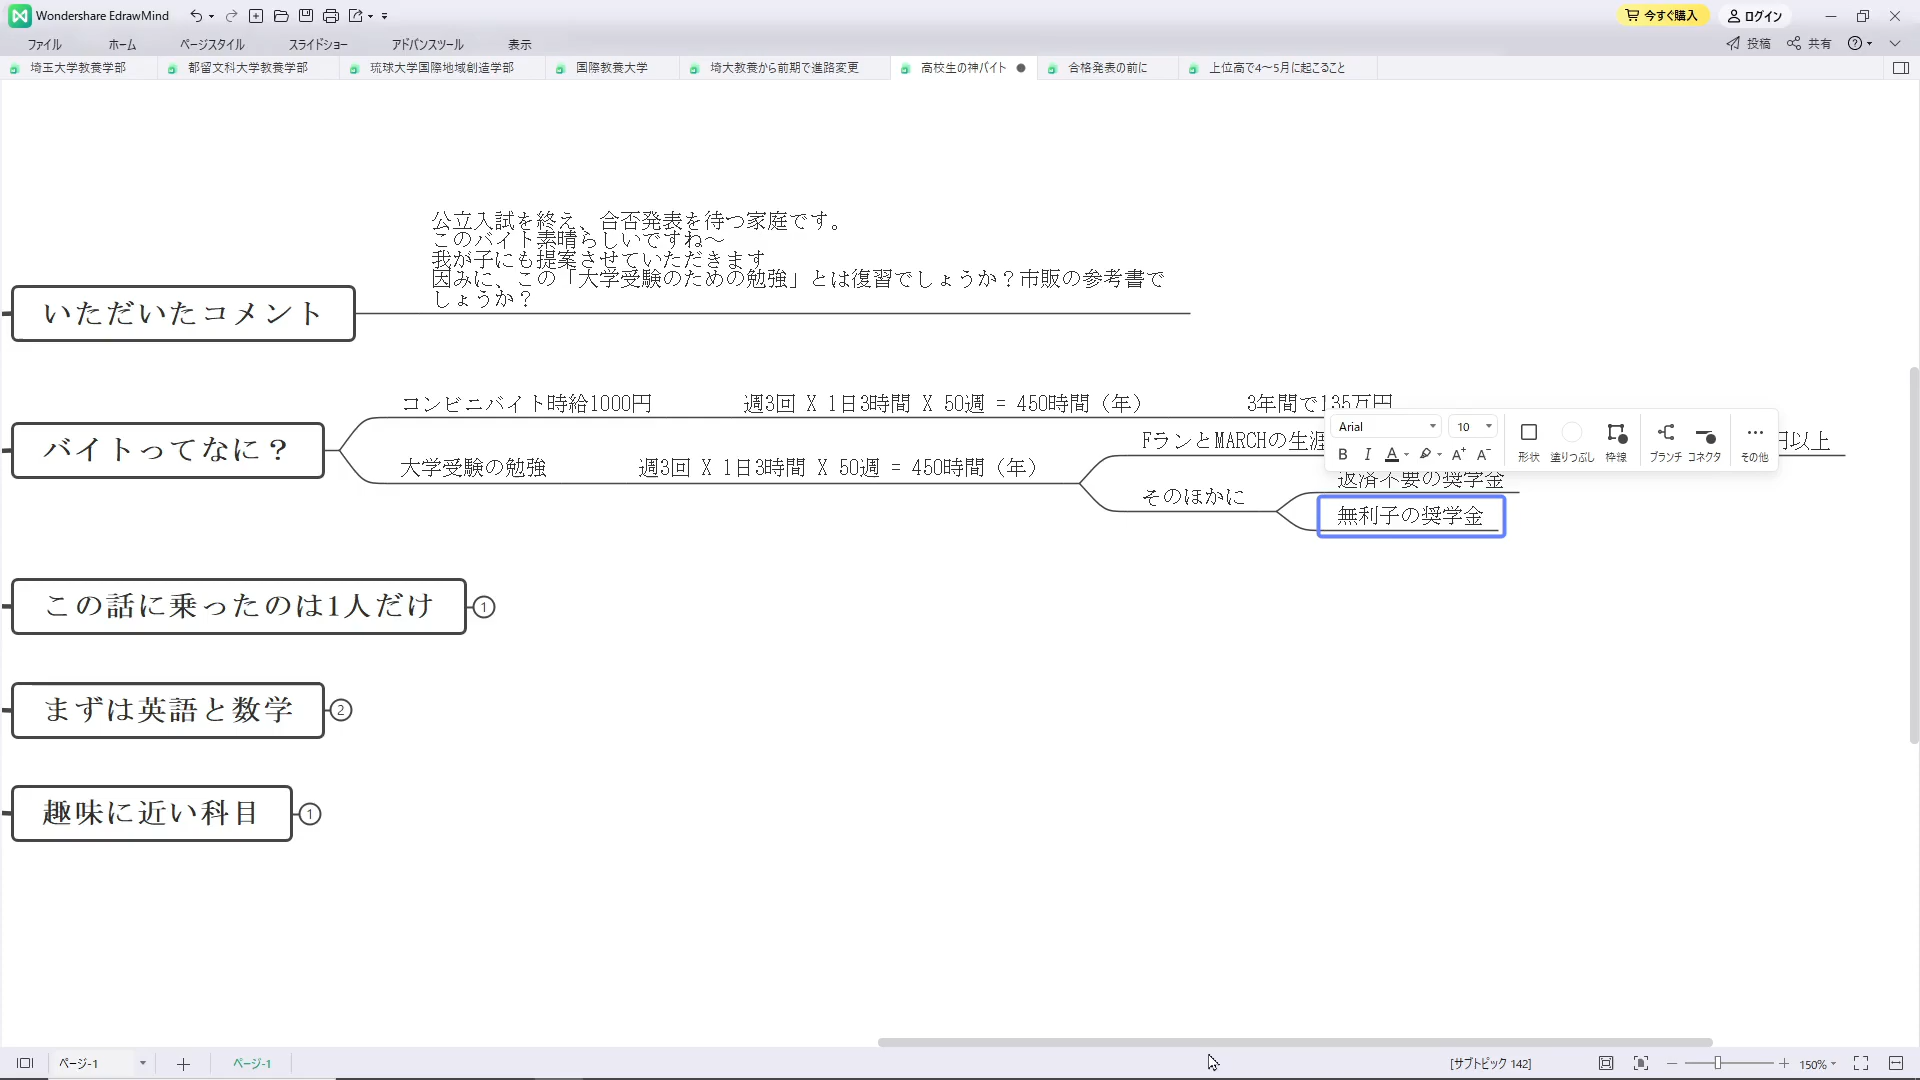 Wondershare EdrawMind
今すぐ購入
ログイン
ファイル
ホーム
ページスタイル
スライドショー
アドバンスツール
表示
投稿
共有
埼玉大学教養学部
都留文科大学教養学部
琉球大学国際地域創造学部
国際教養大学
埼大教養から前期で進路変更
高校生の神バイト
合格発表の前に
上位高で4〜5月に起こること
公立入試を終え、合否発表を待つ家庭です。
このバイト素晴らしいですね〜
我が子にも提案させていただきます
因みに、この「大学受験のための勉強」とは復習でしょうか？市販の参考書で
しょうか？
いただいたコメント
コンビニバイト時給1000円
週3回 X 1日3時間 X 50週 = 450時間（年）
3年間で135万円
バイトってなに？
大学受験の勉強
週3回 X 1日3時間 X 50週 = 450時間（年）
FランとMARCHの生涯
円以上
Arial
10
B I A A+ A-
形状
塗りつぶし
枠線
ブランチ
コネクタ
その他
そのほかに
返済不要の奨学金
無利子の奨学金
この話に乗ったのは1人だけ
1
まずは英語と数学
2
趣味に近い科目
1
ページ-1
ページ-1
[サブトピック 142]
150%